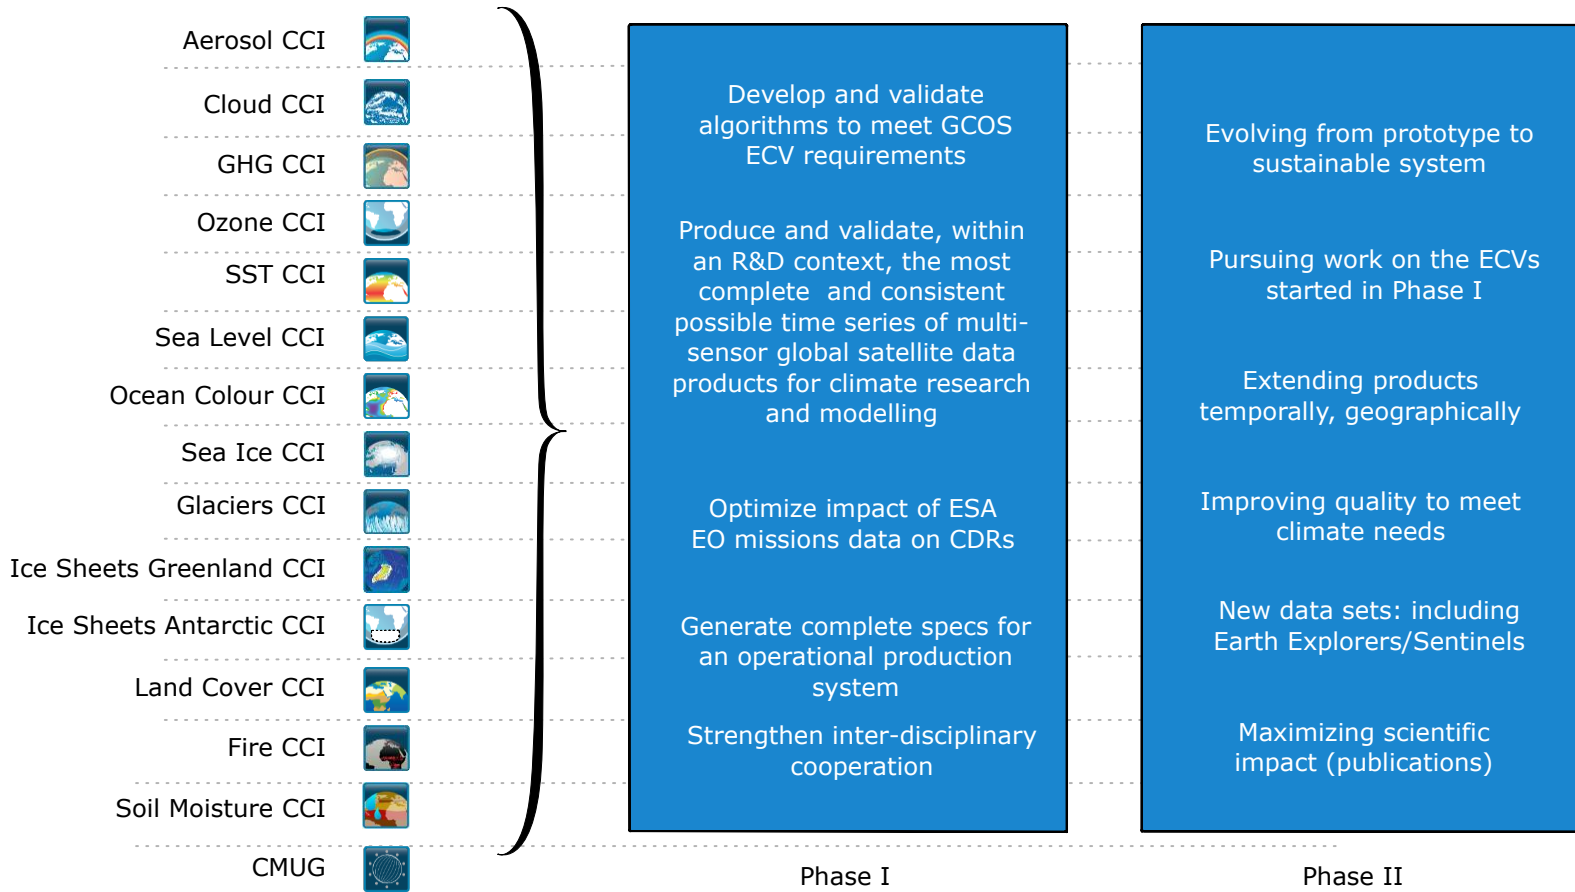 Aerosol CCI
Cloud CCI
GHG CCI
Ozone CCI
SST CCI
Sea Level CCI
Ocean Colour CCI
Sea Ice CCI
Glaciers CCI
Ice Sheets Greenland CCI
Ice Sheets Antarctic CCI
Land Cover CCI
Fire CCI
Soil Moisture CCI
CMUG
Develop and validate
algorithms to meet GCOS
ECV requirements
Produce and validate, within
an R&D context, the most
complete  and consistent
possible time series of multi-
sensor global satellite data
products for climate research
and modelling
Optimize impact of ESA
EO missions data on CDRs
Generate complete specs for
an operational production
system
Strengthen inter-disciplinary
cooperation
Phase I
Evolving from prototype to
sustainable system
Pursuing work on the ECVs
started in Phase I
Extending products
temporally, geographically
Improving quality to meet
climate needs
New data sets: including
Earth Explorers/Sentinels
Maximizing scientific
impact (publications)
Phase II